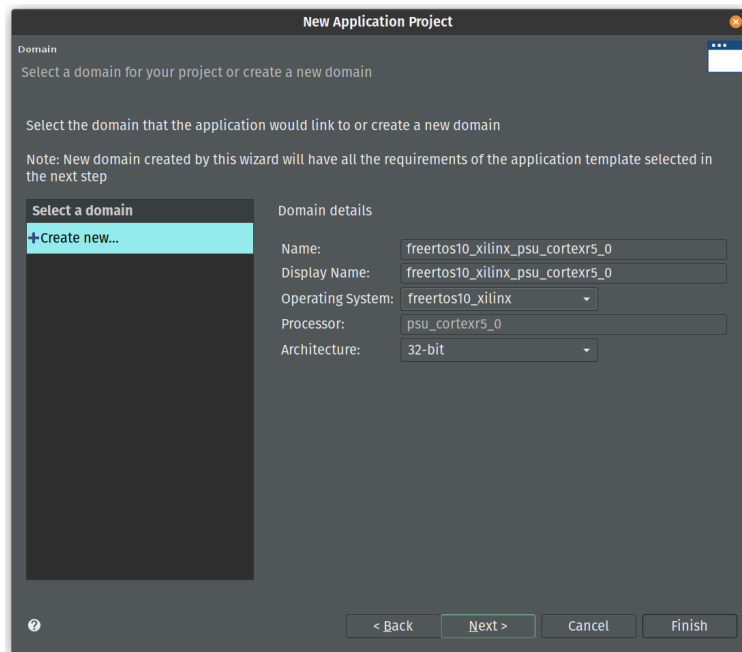 New Application Project
Domain
Select a domain for your project or create a new domain
Select the domain that the application would link to or create a new domain
Note: New domain created by this wizard will have all the requirements of the application template selected in
the next step
Select a domain
+Create new...
Domain details
Name: freertos10_xilinx_psu_cortexr5_0
Display Name: freertos10_xilinx_psu_cortexr5_0
Operating System: freertos10_xilinx
Processor: psu_cortexr5_0
Architecture: 32-bit
? < Back Next > Cancel Finish